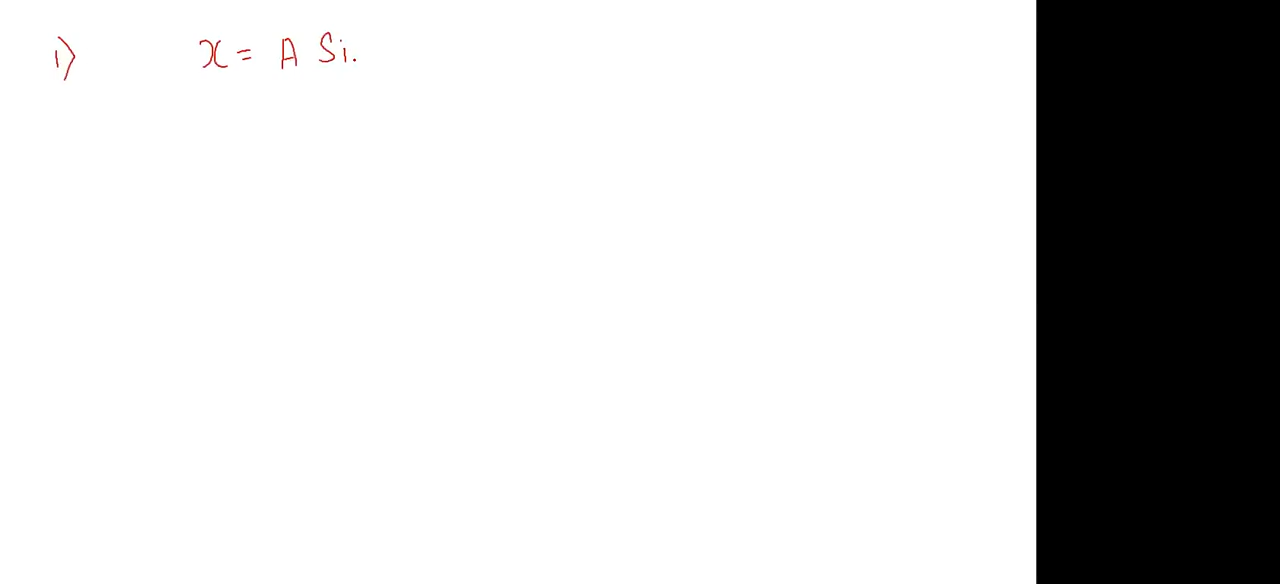 1) x = A Si.